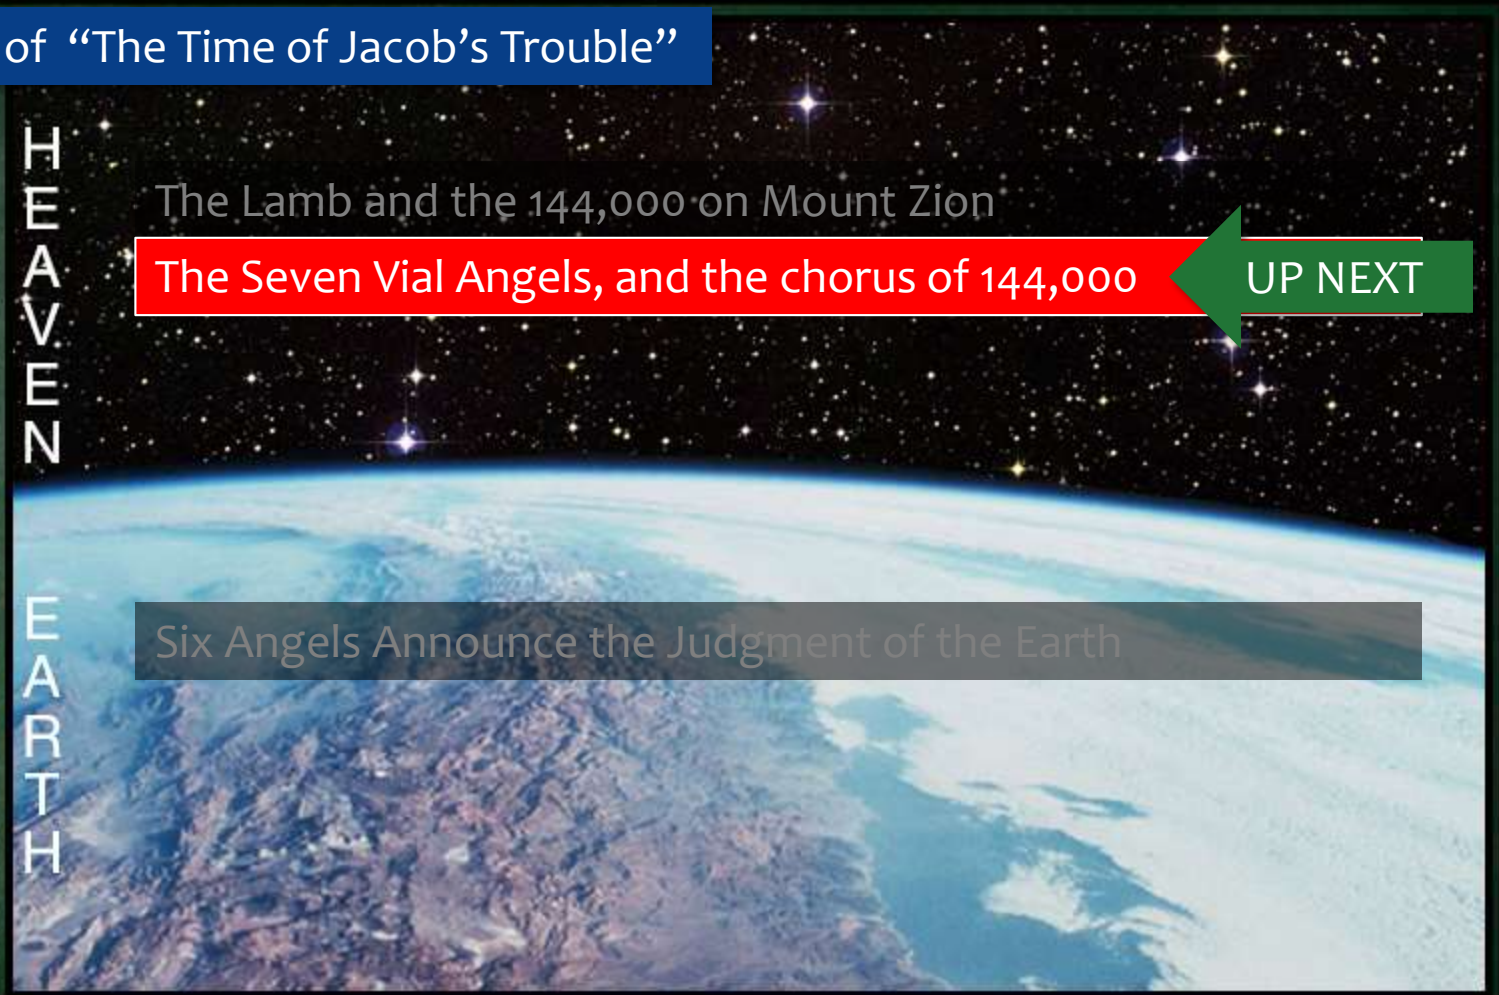 of “The Time of Jacob’s Trouble”
HEAVEN
The Lamb and the 144,000 on Mount Zion
The Seven Vial Angels, and the chorus of 144,000
UP NEXT
EARTH
Six Angels Announce the Judgment of the Earth